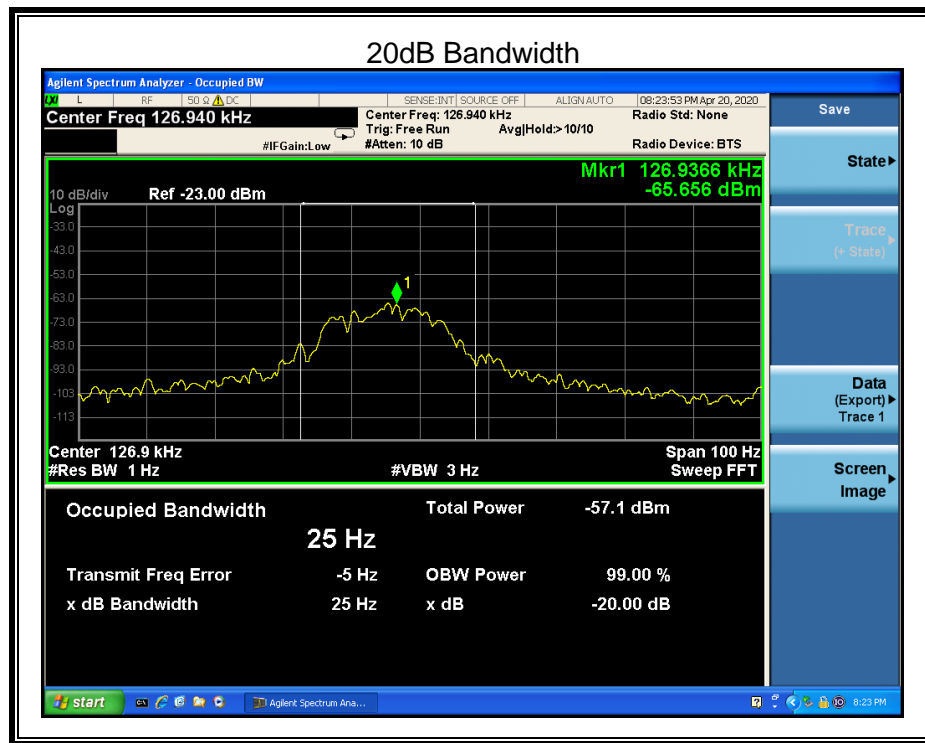 20dB Bandwidth
Agilent Spectrum Analyzer - Occupied BW
LXI L RF 50 Ω DC SENSE:INT SOURCE OFF ALIGN AUTO 08:23:53 PM Apr 20, 2020
Center Freq 126.940 kHz
Center Freq: 126.940 kHz Radio Std: None
Trig: Free Run Avg|Hold:> 10/10
#IFGain:Low #Atten: 10 dB Radio Device: BTS
Mkr1 126.9366 kHz
-65.656 dBm
10 dB/div Ref -23.00 dBm
Log
-33.0
-43.0
-53.0
-63.0
-73.0
-83.0
-93.0
-103
-113
1
Center 126.9 kHz Span 100 Hz
#Res BW 1 Hz #VBW 3 Hz Sweep FFT
Occupied Bandwidth Total Power -57.1 dBm
25 Hz
Transmit Freq Error -5 Hz OBW Power 99.00 %
x dB Bandwidth 25 Hz x dB -20.00 dB
Save
State
Trace
(+ State)
Data
(Export)
Trace 1
Screen
Image
start Agilent Spectrum Ana... 8:23 PM